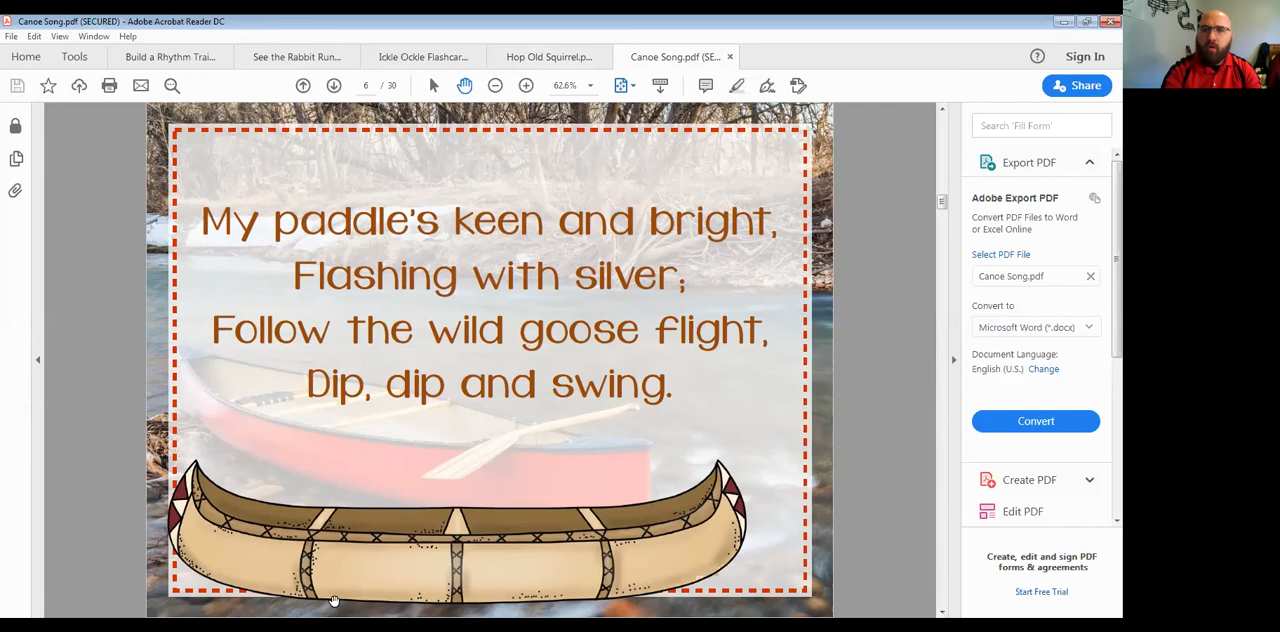 Canoe Song.pdf (SECURED) - Adobe Acrobat Reader DC
File Edit View Window Help
Home Tools Build a Rhythm Trai... See the Rabbit Run... Ickle Ockle Flashcar... Hop Old Squirrel.p... Canoe Song.pdf (SE... × Sign In
6 / 30 62.6% Share
My paddle's keen and bright,
Flashing with silver;
Follow the wild goose flight,
Dip, dip and swing.
Search 'Fill Form'
Export PDF
Adobe Export PDF
Convert PDF Files to Word
or Excel Online
Select PDF File
Canoe Song.pdf
Convert to
Microsoft Word (*.docx)
Document Language:
English (U.S.) Change
Convert
Create PDF
Edit PDF
Create, edit and sign PDF
forms & agreements
Start Free Trial